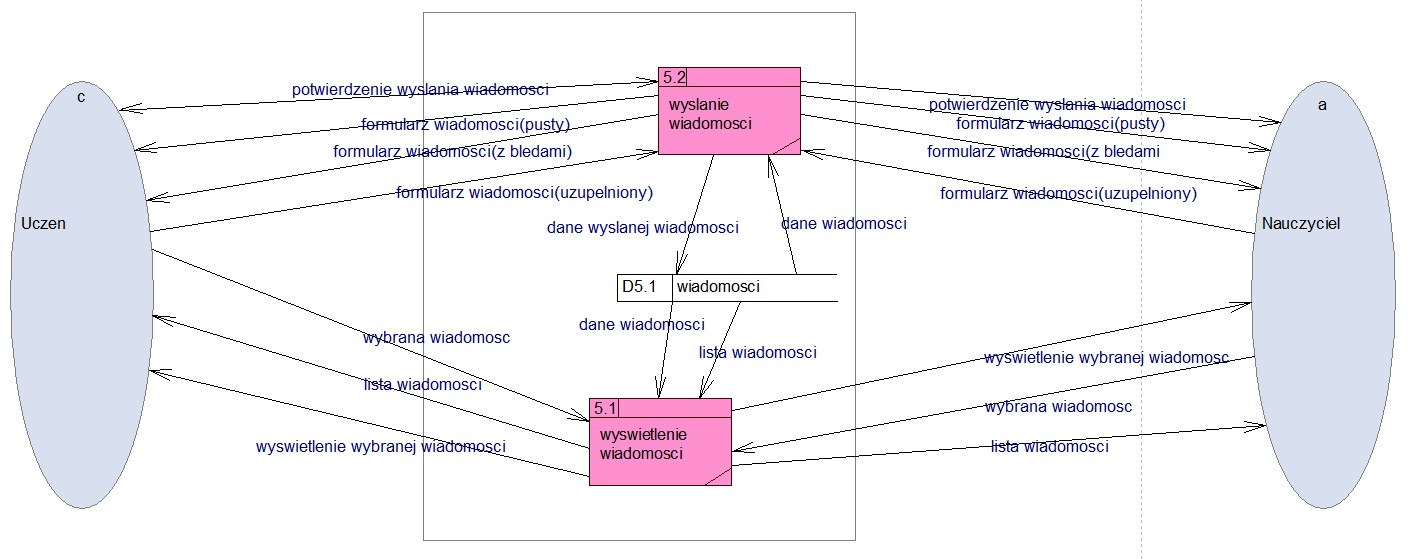 c
5.2
a
potwierdzenie wyslania wiadomosci
wyslanie
wiadomosci
potwierdzenie wyslania wiadomosci
formularz wiadomosci(pusty)
formularz wiadomosci(pusty)
formularz wiadomosci(z bledami)
formularz wiadomosci(z bledami
formularz wiadomosci(uzupelniony)
formularz wiadomosci(uzupelniony)
Uczen
dane wyslanej wiadomosci
dane wiadomosci
Nauczyciel
D5.1 wiadomosci
dane wiadomosci
wybrana wiadomosc
lista wiadomosci
wyswietlenie wybranej wiadomosc
lista wiadomosci
5.1
wybrana wiadomosc
wyswietlenie
wiadomosci
wyswietlenie wybranej wiadomosci
lista wiadomosci